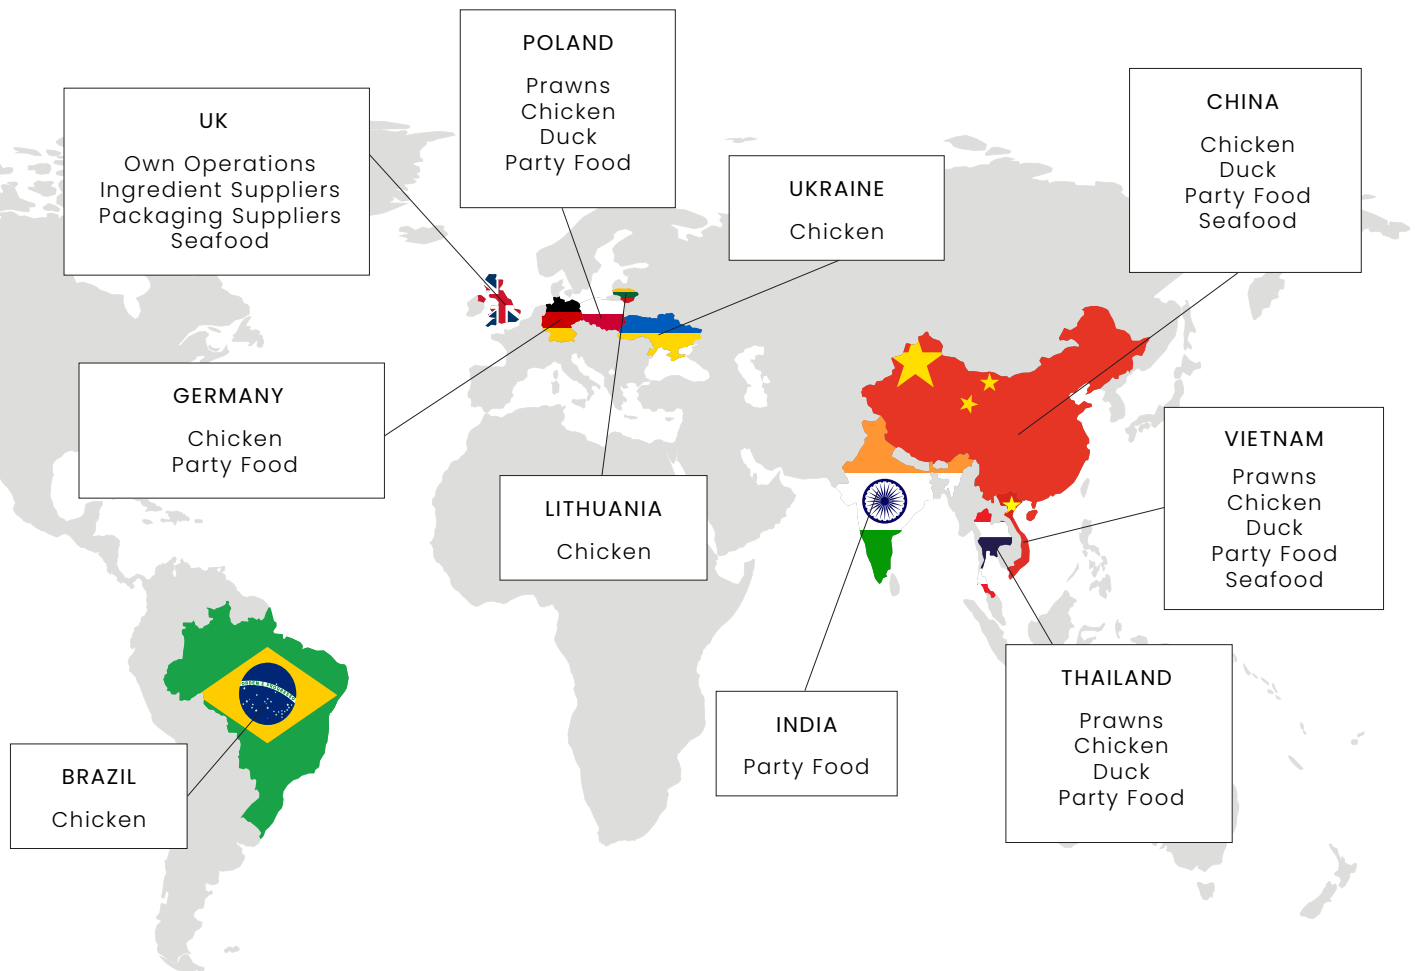 POLAND
Prawns
Chicken
Duck
Party Food
UK
Own Operations
Ingredient Suppliers
Packaging Suppliers
Seafood
CHINA
Chicken
Duck
Party Food
Seafood
UKRAINE
Chicken
GERMANY
Chicken
Party Food
LITHUANIA
Chicken
VIETNAM
Prawns
Chicken
Duck
Party Food
Seafood
THAILAND
Prawns
Chicken
Duck
Party Food
INDIA
Party Food
BRAZIL
Chicken